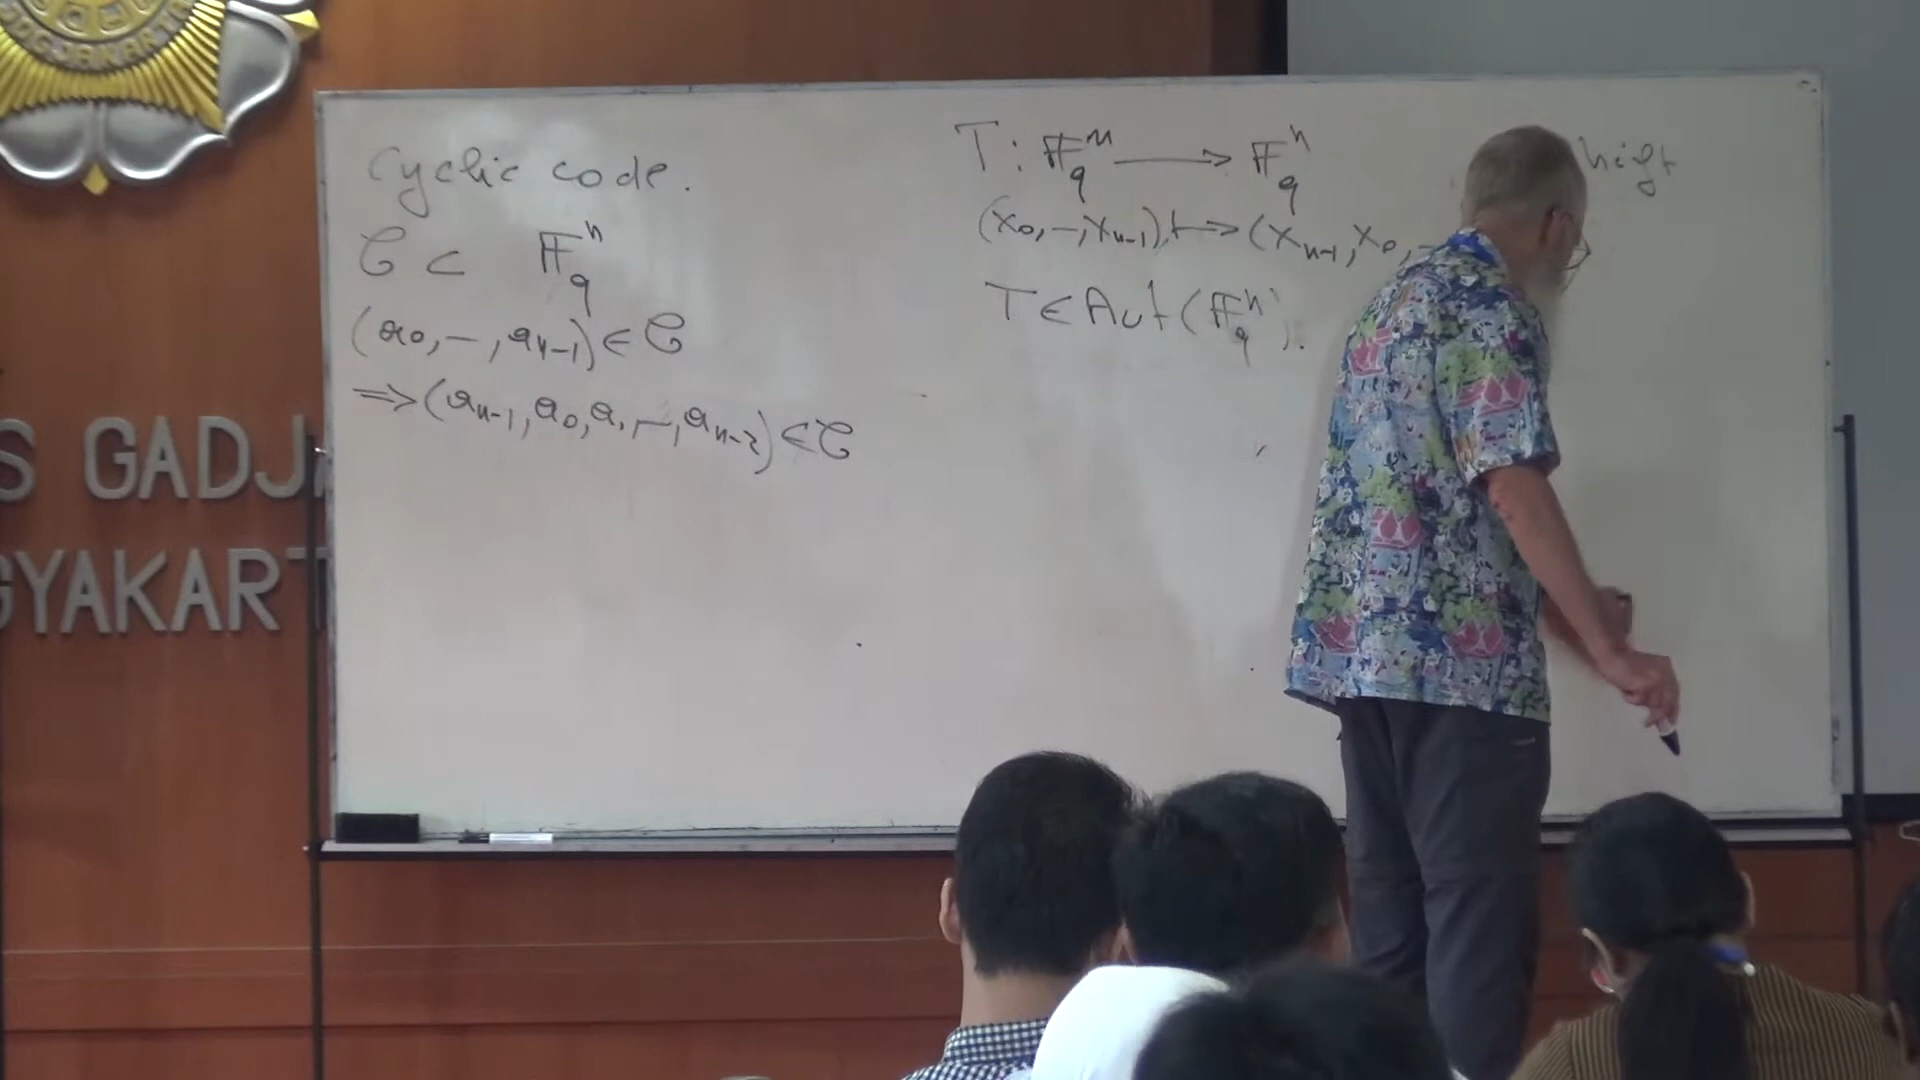 OGYAKARTA
S GADJ
GYAKART
cyclic code.
C ⊂ F_q^n
(a_0, –, a_{n-1}) ∈ C
⇒ (a_{n-1}, a_0, a_1, –, a_{n-2}) ∈ C
T : F_q^n ⟶ F_q^n hift
(x_0, –, x_{n-1}) ↦ (x_{n-1}, x_0, –
T ∈ Aut(F_q^n).